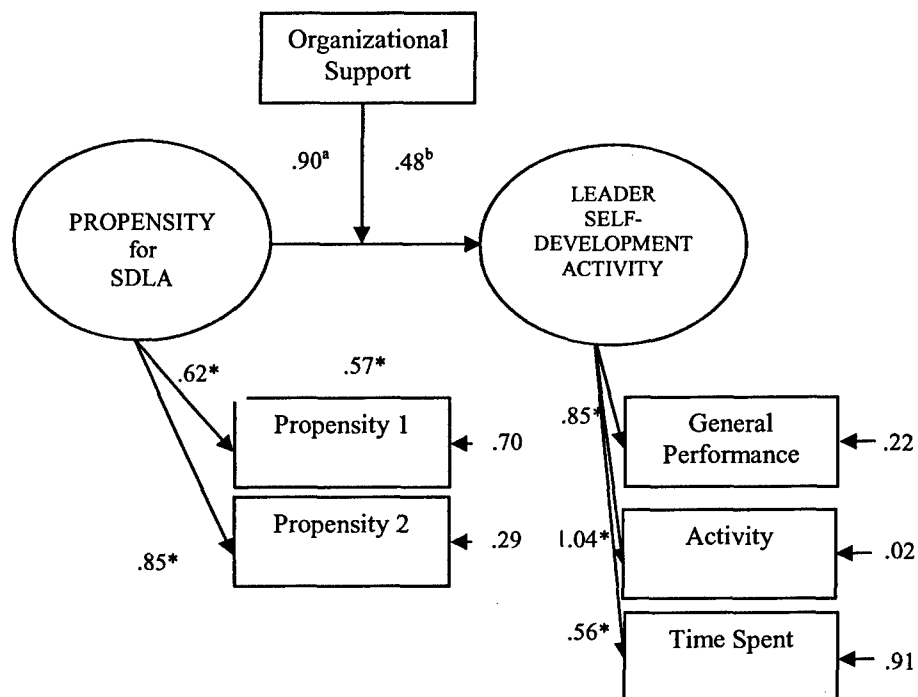 Organizational
Support
.90a .48b
PROPENSITY
for
SDLA
LEADER
SELF-
DEVELOPMENT
ACTIVITY
.62* .57*
Propensity 1
.70
Propensity 2
.29
.85*
.85*
General
Performance
.22
1.04*
Activity
.02
.56*
Time Spent
.91